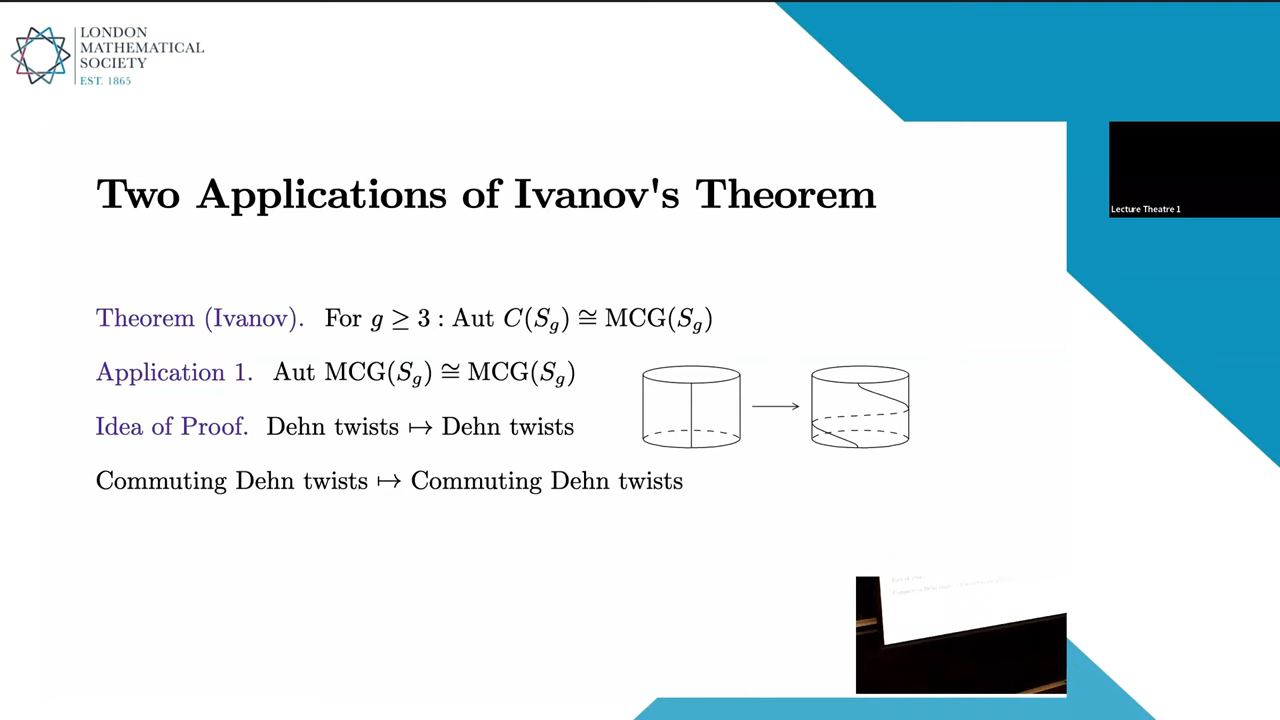 LONDON
MATHEMATICAL
SOCIETY
EST. 1865
Two Applications of Ivanov's Theorem
Theorem (Ivanov). For g ≥ 3 : Aut C(S_g) ≅ MCG(S_g)
Application 1. Aut MCG(S_g) ≅ MCG(S_g)
Idea of Proof. Dehn twists ↦ Dehn twists
Commuting Dehn twists ↦ Commuting Dehn twists
Lecture Theatre 1